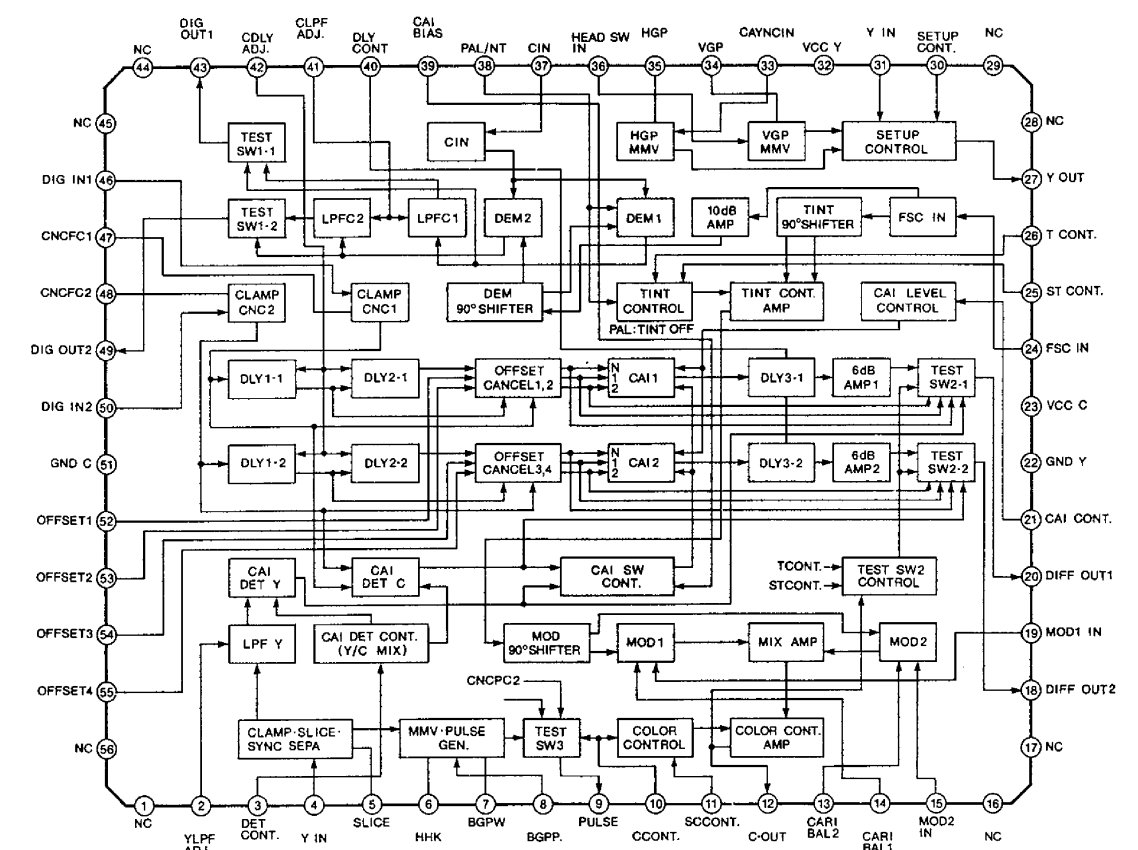 DIG
OUT1
CDLY
ADJ.
CLPF
ADJ.
DLY
CONT
CAI
BIAS
PAL/NT
CIN
HEAD SW
IN
HGP
VGP
CAYNCIN
VCC Y
Y IN
SETUP
CONT.
NC
NC
44 43 42 41 40 39 38 37 36 35 34 33 32 31 30 29
NC 45
DIG IN1 46
CNCFC1 47
CNCFC2 48
DIG OUT2 49
DIG IN2 50
GND C 51
OFFSET1 52
OFFSET2 53
OFFSET3 54
OFFSET4 55
NC 56
28 NC
27 Y OUT
26 T CONT.
25 ST CONT.
24 FSC IN
23 VCC C
22 GND Y
21 CAI CONT.
20 DIFF OUT1
19 MOD1 IN
18 DIFF OUT2
17 NC
TEST
SW1-1
CIN
HGP
MMV
VGP
MMV
SETUP
CONTROL
TEST
SW1-2
LPFC2
LPFC1
DEM2
DEM1
10dB
AMP
TINT
90°SHIFTER
FSC IN
CLAMP
CNC2
CLAMP
CNC1
DEM
90°SHIFTER
TINT
CONTROL
PAL:TINT OFF
TINT CONT.
AMP
CAI LEVEL
CONTROL
DLY1-1
DLY2-1
OFFSET
CANCEL1,2
N
1
2
CAI1
DLY3-1
6dB
AMP1
TEST
SW2-1
DLY1-2
DLY2-2
OFFSET
CANCEL3,4
N
1
2
CAI2
DLY3-2
6dB
AMP2
TEST
SW2-2
CAI
DET Y
CAI
DET C
CAI SW
CONT.
TCONT.
STCONT.
TEST SW2
CONTROL
LPF Y
CAI DET CONT.
(Y/C MIX)
MOD
90°SHIFTER
MOD1
MIX AMP
MOD2
CNCPC2
CLAMP·SLICE·
SYNC SEPA
MMV·PULSE
GEN.
TEST
SW3
COLOR
CONTROL
COLOR CONT.
AMP
1 2 3 4 5 6 7 8 9 10 11 12 13 14 15 16
NC
YLPF
ADJ.
DET
CONT.
Y IN
SLICE
HHK
BGPW
BGPP.
PULSE
CCONT.
SCCONT.
C-OUT
CARI
BAL2
CARI
BAL1
MOD2
IN
NC